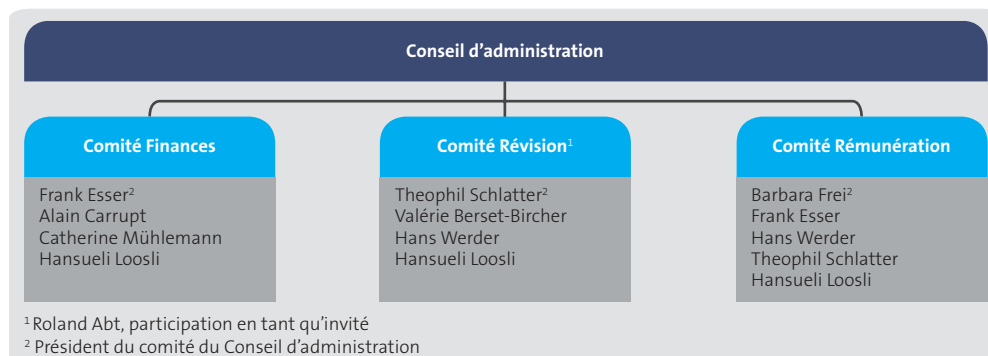 Conseil d'administration
Comité Finances
Frank Esser²
Alain Carrupt
Catherine Mühlemann
Hansueli Loosli
Comité Révision¹
Theophil Schlatter²
Valérie Berset-Bircher
Hans Werder
Hansueli Loosli
Comité Rémunération
Barbara Frei²
Frank Esser
Hans Werder
Theophil Schlatter
Hansueli Loosli
¹ Roland Abt, participation en tant qu'invité
² Président du comité du Conseil d'administration